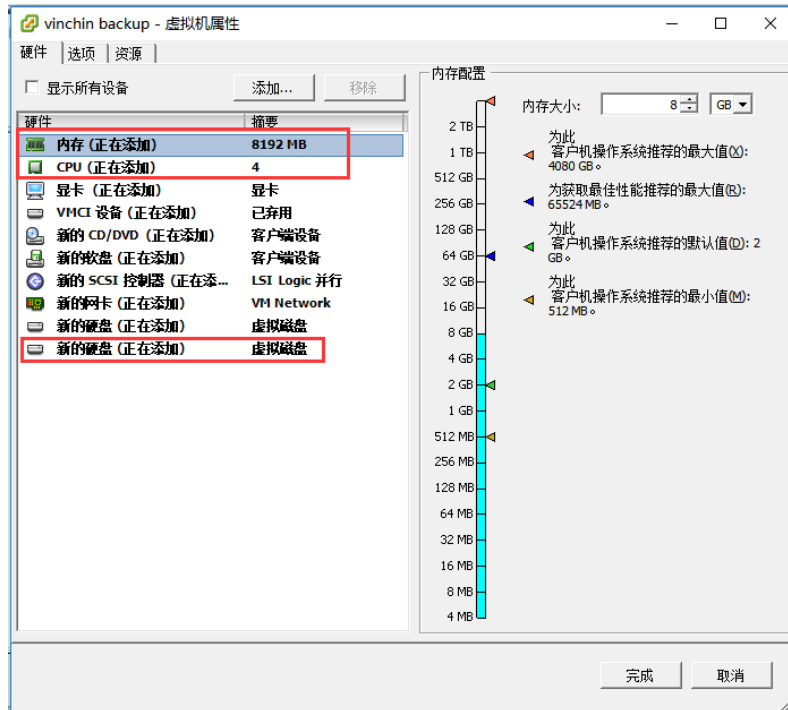 vinchin backup - 虚拟机属性
硬件 选项 资源
显示所有设备 添加... 移除
硬件 摘要
内存 (正在添加) 8192 MB
CPU (正在添加) 4
显卡 (正在添加) 显卡
VMCI 设备 (正在添加) 已弃用
新的 CD/DVD (正在添加) 客户端设备
新的软盘 (正在添加) 客户端设备
新的 SCSI 控制器 (正在添... LSI Logic 并行
新的网卡 (正在添加) VM Network
新的硬盘 (正在添加) 虚拟磁盘
新的硬盘 (正在添加) 虚拟磁盘
内存配置
内存大小: 8 GB
2 TB
1 TB
512 GB
256 GB
128 GB
64 GB
32 GB
16 GB
8 GB
4 GB
2 GB
1 GB
512 MB
256 MB
128 MB
64 MB
32 MB
16 MB
8 MB
4 MB
为此
客户机操作系统推荐的最大值(X):
4080 GB。
为获取最佳性能推荐的最大值(R):
65524 MB。
为此
客户机操作系统推荐的默认值(D): 2
GB。
为此
客户机操作系统推荐的最小值(M):
512 MB。
完成 取消